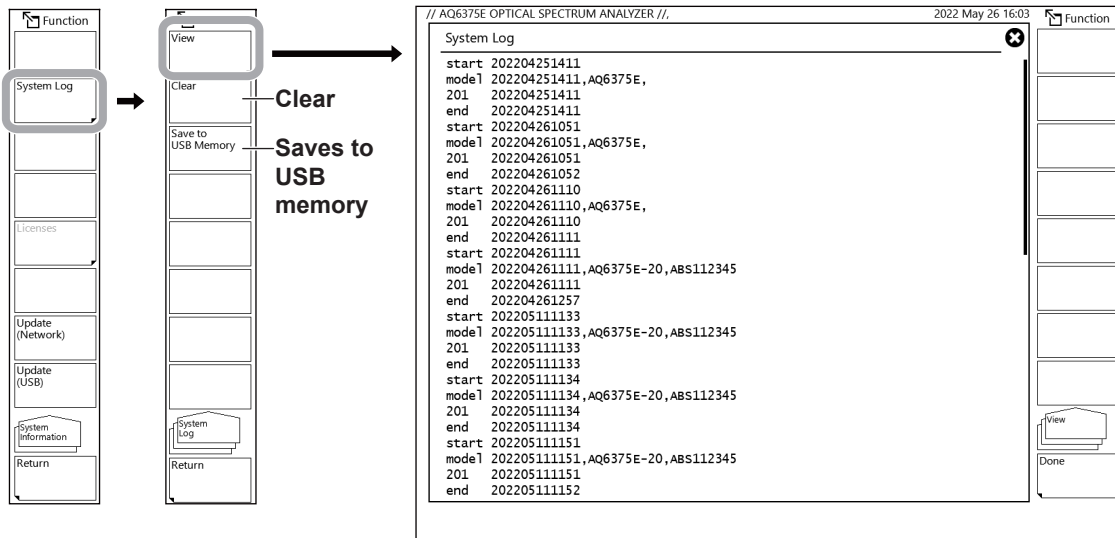 Function
System Log
Licenses
Update
(Network)
Update
(USB)
System
Information
Return
View
Clear
Save to
USB Memory
System
Log
Return
Clear
Saves to
USB
memory
// AQ6375E OPTICAL SPECTRUM ANALYZER //, 2022 May 26 16:03
System Log
start 202204251411
model 202204251411,AQ6375E,
201 202204251411
end 202204251411
start 202204261051
model 202204261051,AQ6375E,
201 202204261051
end 202204261052
start 202204261110
model 202204261110,AQ6375E,
201 202204261110
end 202204261111
start 202204261111
model 202204261111,AQ6375E-20,ABS112345
201 202204261111
end 202204261257
start 202205111133
model 202205111133,AQ6375E-20,ABS112345
201 202205111133
end 202205111133
start 202205111134
model 202205111134,AQ6375E-20,ABS112345
201 202205111134
end 202205111134
start 202205111151
model 202205111151,AQ6375E-20,ABS112345
201 202205111151
end 202205111152
Function
View
Done